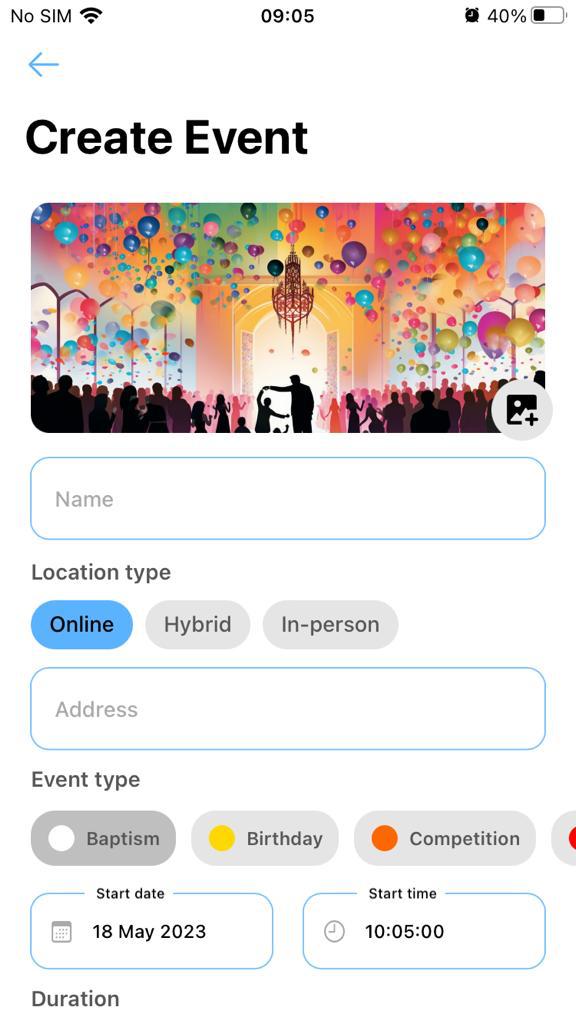 No SIM 09:05 40%
Create Event
Name
Location type
Online Hybrid In-person
Address
Event type
Baptism Birthday Competition
Start date Start time
18 May 2023 10:05:00
Duration